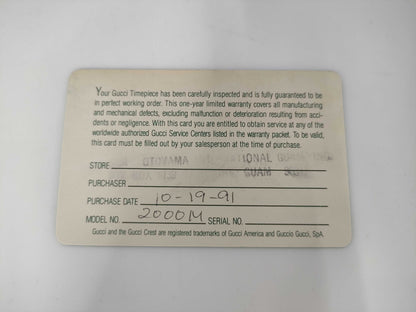 Your Gucci Timepiece has been carefully inspected and is fully guaranteed to be
in perfect working order. This one-year limited warranty covers all manufacturing
and mechanical defects, excluding malfunction or deterioration resulting from acci-
dents or negligence. With this card you are entitled to obtain service at any of the
worldwide authorized Gucci Service Centers listed in the warranty packet. To be valid,
this card must be filled out by your salesperson at the time of purchase.
STORE OTOYAMA
GUAM
PURCHASER
PURCHASE DATE 10-19-91
MODEL NO. 2000M SERIAL NO.
Gucci and the Gucci Crest are registered trademarks of Gucci America and Guccio Gucci, SpA.